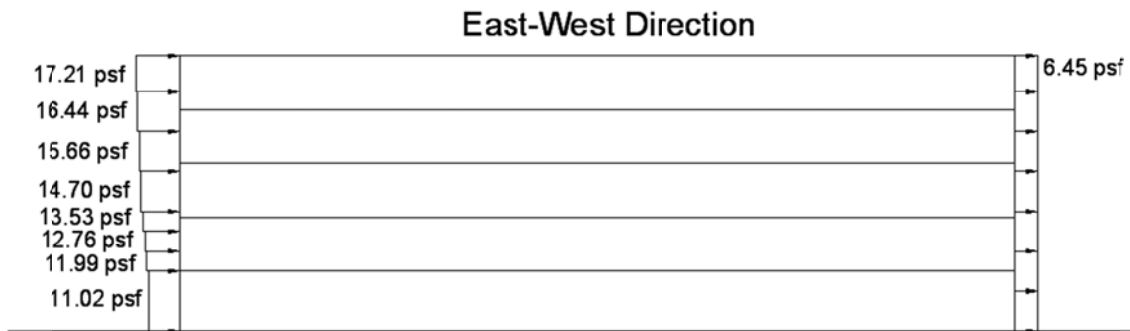 East-West Direction
17.21 psf
6.45 psf
16.44 psf
15.66 psf
14.70 psf
13.53 psf
12.76 psf
11.99 psf
11.02 psf